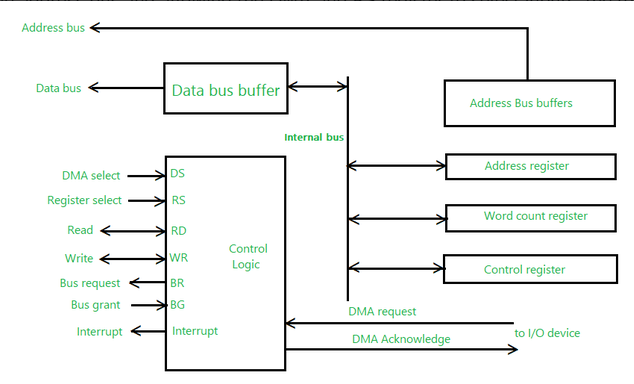 Address bus
Data bus
Data bus buffer
Address Bus buffers
Internal bus
Address register
Word count register
Control register
DMA select
DS
Register select
RS
Read
RD
Write
WR
Bus request
BR
Bus grant
BG
Interrupt
Interrupt
Control
Logic
DMA request
to I/O device
DMA Acknowledge